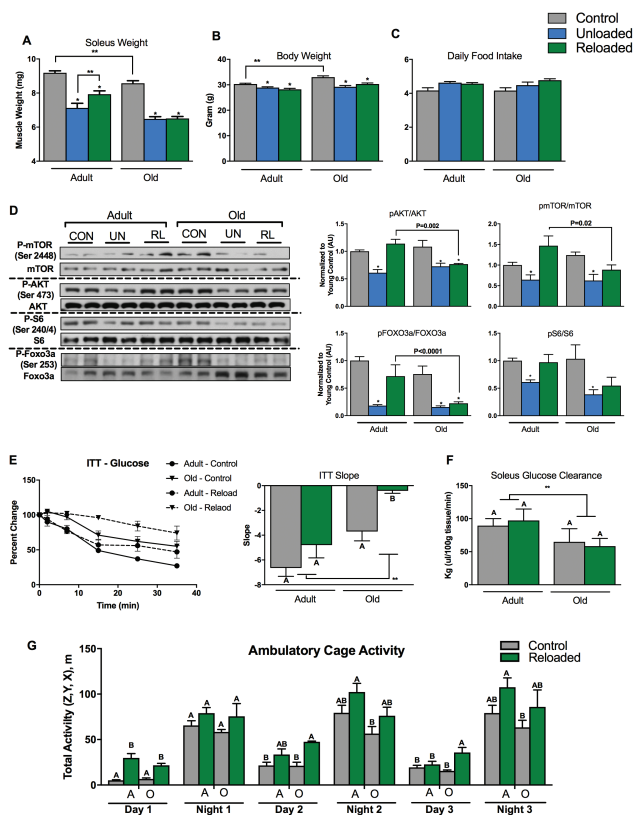 Control
Unloaded
Reloaded
A
Soleus Weight
Muscle Weight (mg)
10
8
6
**
**
*
*
*
*
Adult
Old
B
Body Weight
Gram (g)
60
40
20
0
**
*
*
*
*
Adult
Old
C
Daily Food Intake
6
4
2
0
Adult
Old
D
Adult
Old
CON
UN
RL
CON
UN
RL
P-mTOR
(Ser 2448)
mTOR
P-AKT
(Ser 473)
AKT
P-S6
(Ser 240/4)
S6
P-Foxo3a
(Ser 253)
Foxo3a
pAKT/AKT
Normalized to
Young Control (AU)
1.5
1.0
0.5
0.0
P=0.002
*
*
*
pmTOR/mTOR
2.0
1.5
1.0
0.5
0.0
P=0.02
*
*
*
pFOXO3a/FOXO3a
Normalized to
Young Control (AU)
1.5
1.0
0.5
0.0
P<0.0001
*
*
*
Adult
Old
pS6/S6
1.5
1.0
0.5
0.0
*
*
Adult
Old
E
ITT - Glucose
Percent Change
150
100
50
0
0
10
20
30
40
Time (min)
Adult - Control
Old - Control
Adult - Reload
Old - Relaod
ITT Slope
Slope
0
-2
-4
-6
-8
A
A
A
B
**
Adult
Old
F
Soleus Glucose Clearance
Kg (ul/100g tissue/min)
200
150
100
50
0
**
A
A
A
A
Adult
Old
G
Ambulatory Cage Activity
Control
Reloaded
Total Activity (Z,Y, X), m
150
100
50
0
A
B
A
B
A
A
A
A
B
AB
B
A
AB
A
B
AB
B
B
B
A
AB
A
B
AB
A
O
A
O
A
O
A
O
A
O
A
O
Day 1
Night 1
Day 2
Night 2
Day 3
Night 3